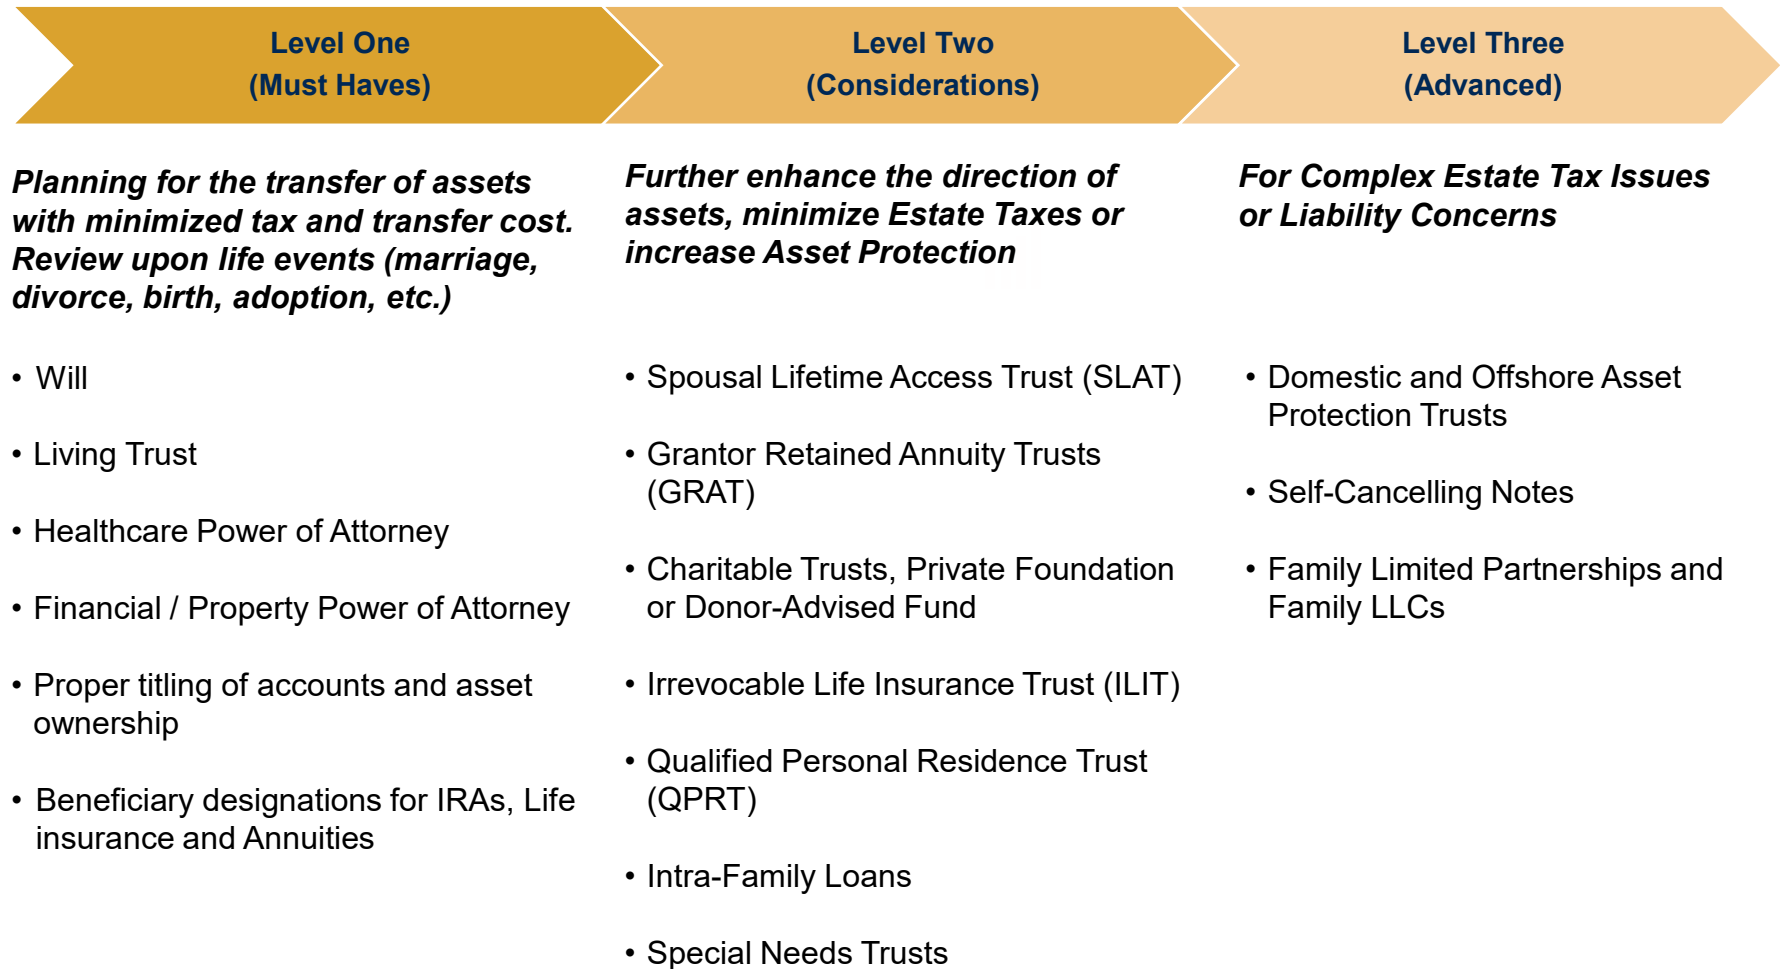 Level One
(Must Haves)
Level Two
(Considerations)
Level Three
(Advanced)
Planning for the transfer of assets
with minimized tax and transfer cost.
Review upon life events (marriage,
divorce, birth, adoption, etc.)
• Will
• Living Trust
• Healthcare Power of Attorney
• Financial / Property Power of Attorney
• Proper titling of accounts and asset
ownership
• Beneficiary designations for IRAs, Life
insurance and Annuities
Further enhance the direction of
assets, minimize Estate Taxes or
increase Asset Protection
• Spousal Lifetime Access Trust (SLAT)
• Grantor Retained Annuity Trusts
(GRAT)
• Charitable Trusts, Private Foundation
or Donor-Advised Fund
• Irrevocable Life Insurance Trust (ILIT)
• Qualified Personal Residence Trust
(QPRT)
• Intra-Family Loans
• Special Needs Trusts
For Complex Estate Tax Issues
or Liability Concerns
• Domestic and Offshore Asset
Protection Trusts
• Self-Cancelling Notes
• Family Limited Partnerships and
Family LLCs